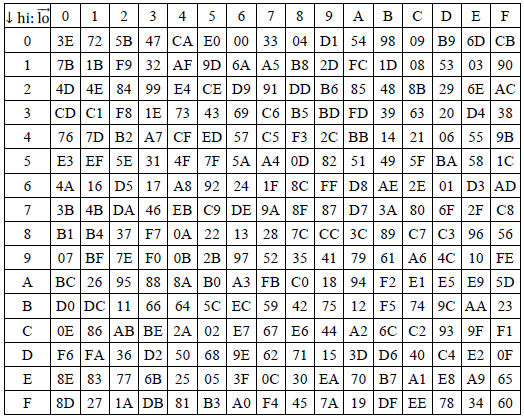 ↓ hi: lo 0 1 2 3 4 5 6 7 8 9 A B C D E F
0 3E 72 5B 47 CA E0 00 33 04 D1 54 98 09 B9 6D CB
1 7B 1B F9 32 AF 9D 6A A5 B8 2D FC 1D 08 53 03 90
2 4D 4E 84 99 E4 CE D9 91 DD B6 85 48 8B 29 6E AC
3 CD C1 F8 1E 73 43 69 C6 B5 BD FD 39 63 20 D4 38
4 76 7D B2 A7 CF ED 57 C5 F3 2C BB 14 21 06 55 9B
5 E3 EF 5E 31 4F 7F 5A A4 0D 82 51 49 5F BA 58 1C
6 4A 16 D5 17 A8 92 24 1F 8C FF D8 AE 2E 01 D3 AD
7 3B 4B DA 46 EB C9 DE 9A 8F 87 D7 3A 80 6F 2F C8
8 B1 B4 37 F7 0A 22 13 28 7C CC 3C 89 C7 C3 96 56
9 07 BF 7E F0 0B 2B 97 52 35 41 79 61 A6 4C 10 FE
A BC 26 95 88 8A B0 A3 FB C0 18 94 F2 E1 E5 E9 5D
B D0 DC 11 66 64 5C EC 59 42 75 12 F5 74 9C AA 23
C 0E 86 AB BE 2A 02 E7 67 E6 44 A2 6C C2 93 9F F1
D F6 FA 36 D2 50 68 9E 62 71 15 3D D6 40 C4 E2 0F
E 8E 83 77 6B 25 05 3F 0C 30 EA 70 B7 A1 E8 A9 65
F 8D 27 1A DB 81 B3 A0 F4 45 7A 19 DF EE 78 34 60